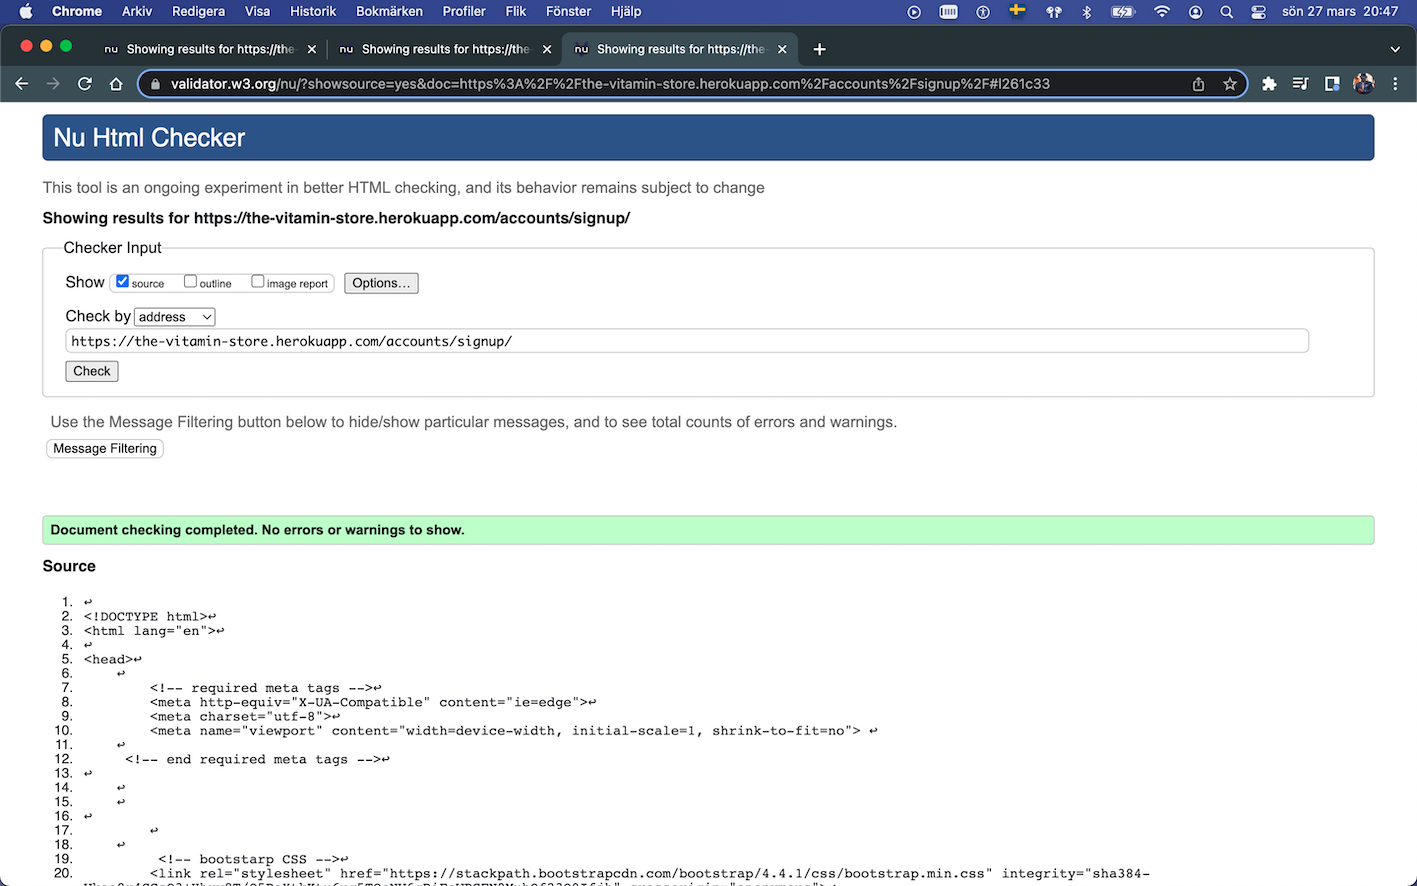 Chrome Arkiv Redigera Visa Historik Bokmärken Profiler Flik Fönster Hjälp sön 27 mars 20:47
nu Showing results for https://the- nu Showing results for https://the- nu Showing results for https://the-
validator.w3.org/nu/?showsource=yes&doc=https%3A%2F%2Fthe-vitamin-store.herokuapp.com%2Faccounts%2Fsignup%2F#l261c33
Nu Html Checker
This tool is an ongoing experiment in better HTML checking, and its behavior remains subject to change
Showing results for https://the-vitamin-store.herokuapp.com/accounts/signup/
Checker Input
Show source outline image report Options...
Check by address
https://the-vitamin-store.herokuapp.com/accounts/signup/
Check
Use the Message Filtering button below to hide/show particular messages, and to see total counts of errors and warnings.
Message Filtering
Document checking completed. No errors or warnings to show.
Source
1. ↩
2. <!DOCTYPE html>↩
3. <html lang="en">↩
4. ↩
5. <head>↩
6. ↩
7. <!-- required meta tags -->↩
8. <meta http-equiv="X-UA-Compatible" content="ie=edge">↩
9. <meta charset="utf-8">↩
10. <meta name="viewport" content="width=device-width, initial-scale=1, shrink-to-fit=no"> ↩
11. ↩
12. <!-- end required meta tags -->↩
13. ↩
14. ↩
15. ↩
16. ↩
17. ↩
18. ↩
19. <!-- bootstarp CSS -->↩
20. <link rel="stylesheet" href="https://stackpath.bootstrapcdn.com/bootstrap/4.4.1/css/bootstrap.min.css" integrity="sha384-